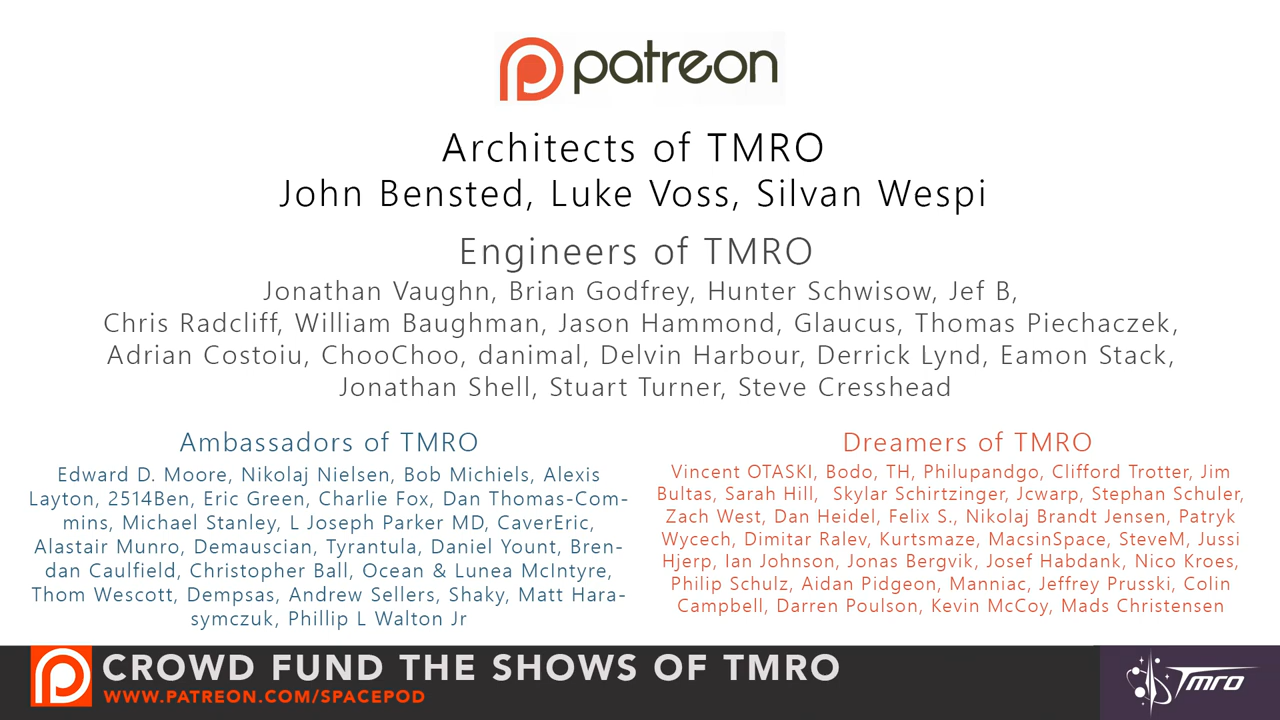 patreon
Architects of TMRO
John Bensted, Luke Voss, Silvan Wespi
Engineers of TMRO
Jonathan Vaughn, Brian Godfrey, Hunter Schwisow, Jef B,
Chris Radcliff, William Baughman, Jason Hammond, Glaucus, Thomas Piechaczek,
Adrian Costoiu, ChooChoo, danimal, Delvin Harbour, Derrick Lynd, Eamon Stack,
Jonathan Shell, Stuart Turner, Steve Cresshead
Ambassadors of TMRO
Edward D. Moore, Nikolaj Nielsen, Bob Michiels, Alexis
Layton, 2514Ben, Eric Green, Charlie Fox, Dan Thomas-Com-
mins, Michael Stanley, L Joseph Parker MD, CaverEric,
Alastair Munro, Demauscian, Tyrantula, Daniel Yount, Bren-
dan Caulfield, Christopher Ball, Ocean & Lunea McIntyre,
Thom Wescott, Dempsas, Andrew Sellers, Shaky, Matt Hara-
symczuk, Phillip L Walton Jr
Dreamers of TMRO
Vincent OTASKI, Bodo, TH, Philupandgo, Clifford Trotter, Jim
Bultas, Sarah Hill, Skylar Schirtzinger, Jcwarp, Stephan Schuler,
Zach West, Dan Heidel, Felix S., Nikolaj Brandt Jensen, Patryk
Wycech, Dimitar Ralev, Kurtsmaze, MacsinSpace, SteveM, Jussi
Hjerp, Ian Johnson, Jonas Bergvik, Josef Habdank, Nico Kroes,
Philip Schulz, Aidan Pidgeon, Manniac, Jeffrey Prusski, Colin
Campbell, Darren Poulson, Kevin McCoy, Mads Christensen
CROWD FUND THE SHOWS OF TMRO
WWW.PATREON.COM/SPACEPOD
Tmro